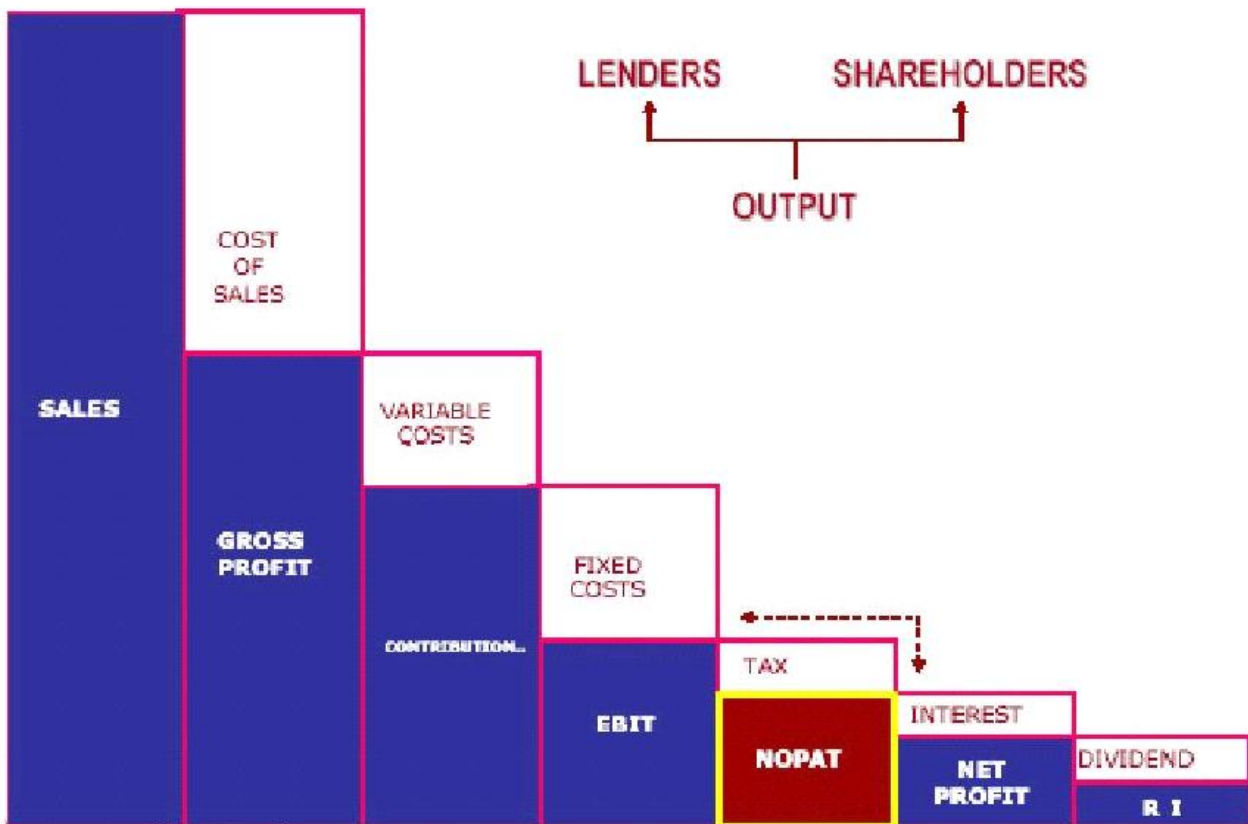 LENDERS SHAREHOLDERS
OUTPUT
COST
OF
SALES
SALES
VARIABLE
COSTS
GROSS
PROFIT
FIXED
COSTS
CONTRIBUTION...
TAX
EBIT
NOPAT
INTEREST
NET
PROFIT
DIVIDEND
R I